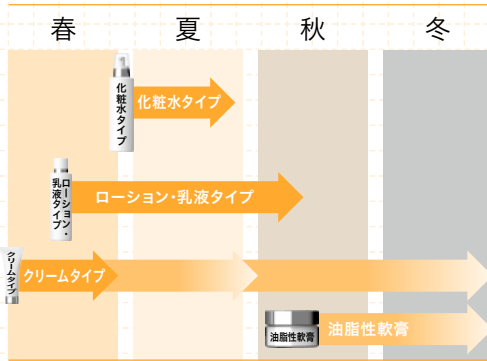 春 夏 秋 冬
化粧水タイプ
化粧水タイプ
ローション・
乳液タイプ
ローション・乳液タイプ
クリームタイプ
クリームタイプ
油脂性軟膏
油脂性軟膏